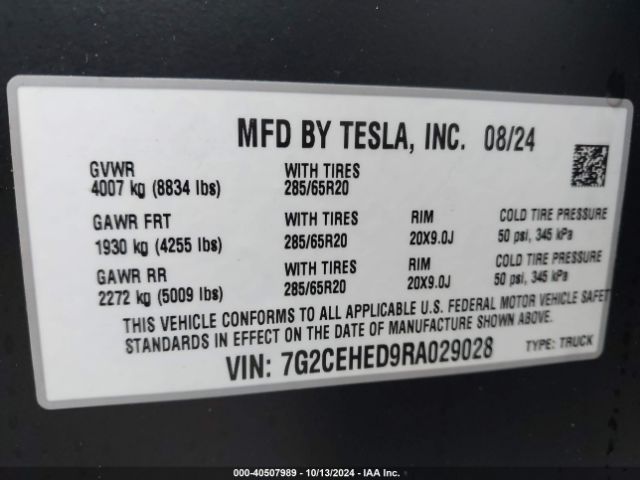 MFD BY TESLA, INC. 08/24
GVWR WITH TIRES
4007 kg (8834 lbs) 285/65R20
GAWR FRT WITH TIRES RIM COLD TIRE PRESSURE
1930 kg (4255 lbs) 285/65R20 20X9.0J 50 psi, 345 kPa
GAWR RR WITH TIRES RIM COLD TIRE PRESSURE
2272 kg (5009 lbs) 285/65R20 20X9.0J 50 psi, 345 kPa
THIS VEHICLE CONFORMS TO ALL APPLICABLE U.S. FEDERAL MOTOR VEHICLE SAFET
STANDARDS IN EFFECT ON THE DATE OF MANUFACTURE SHOWN ABOVE.
VIN: 7G2CEHED9RA029028 TYPE: TRUCK
000-40507989 - 10/13/2024 - IAA Inc.